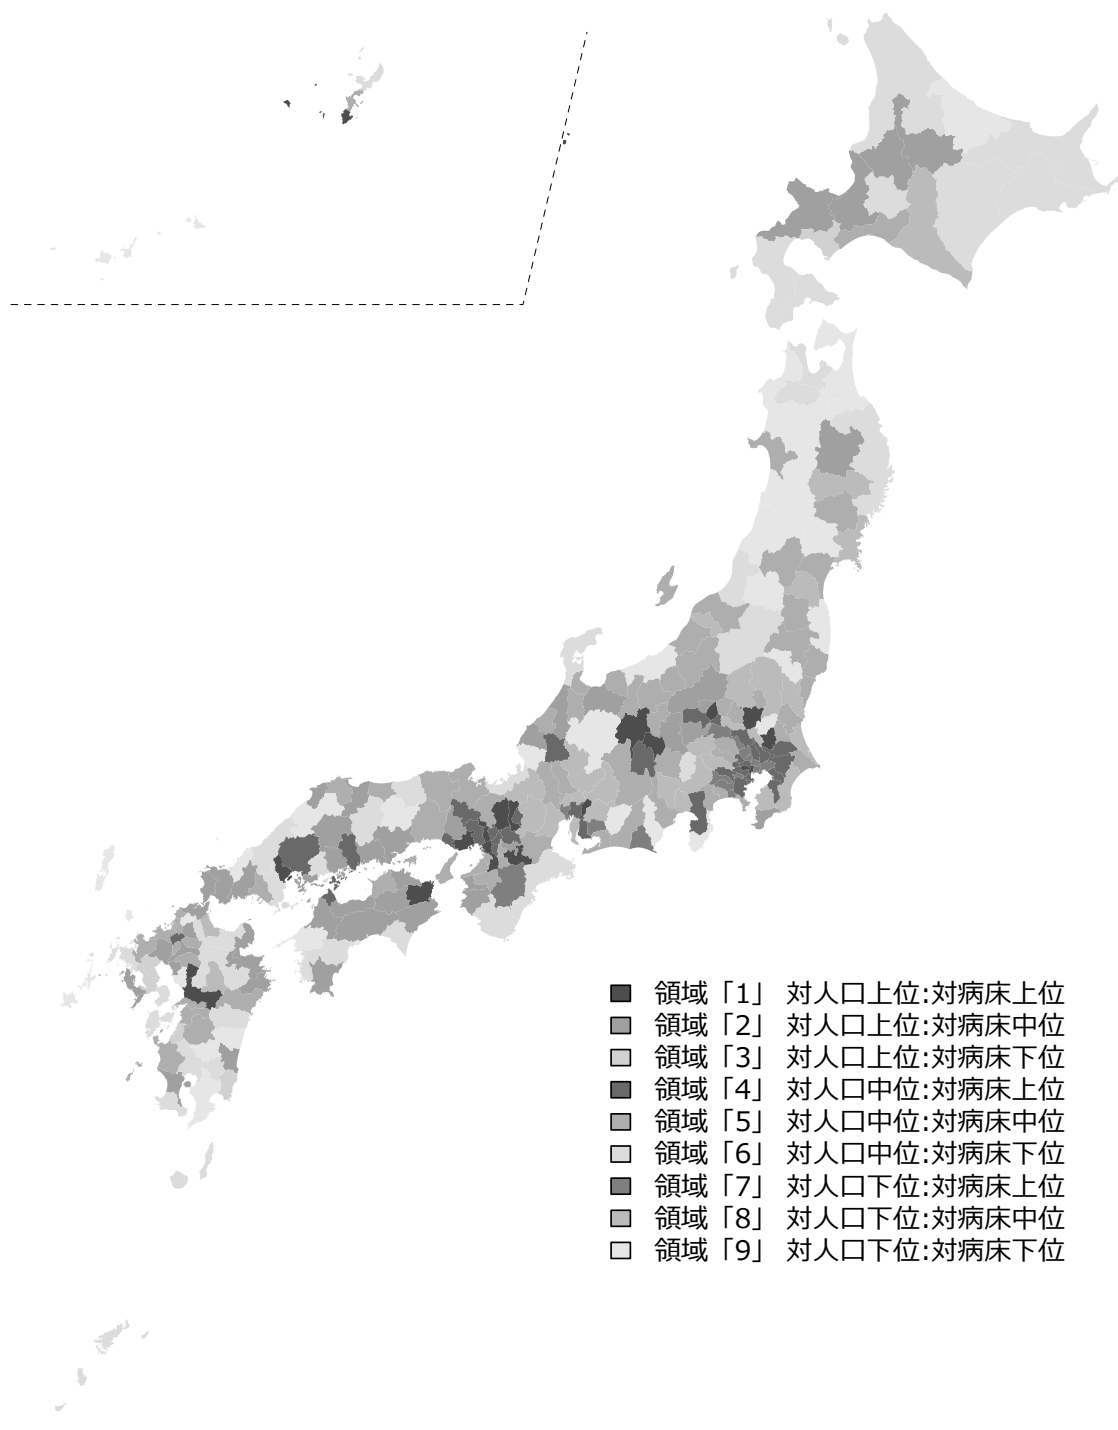 領域「1」 対人口上位:対病床上位
領域「2」 対人口上位:対病床中位
領域「3」 対人口上位:対病床下位
領域「4」 対人口中位:対病床上位
領域「5」 対人口中位:対病床中位
領域「6」 対人口中位:対病床下位
領域「7」 対人口下位:対病床上位
領域「8」 対人口下位:対病床中位
領域「9」 対人口下位:対病床下位